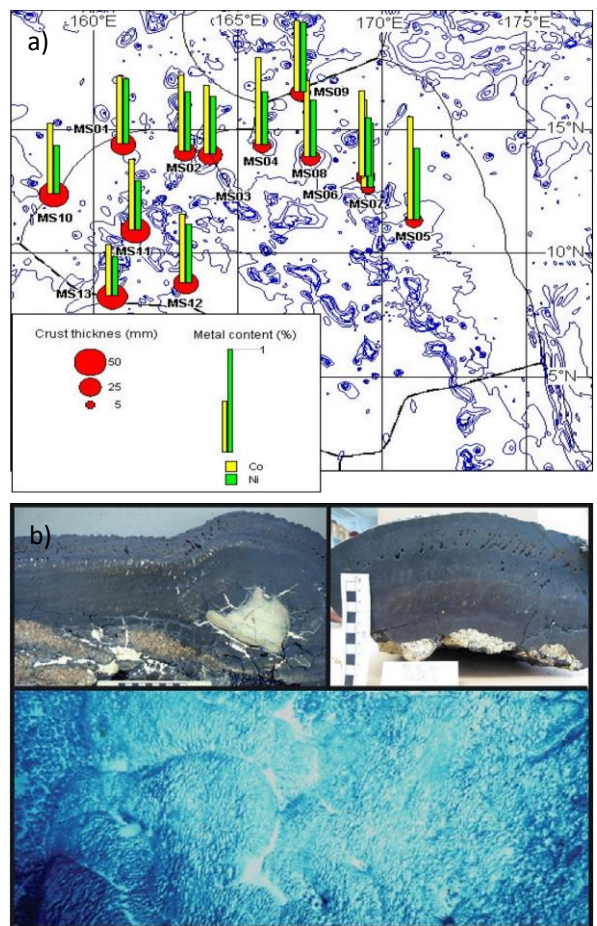 a)
160°E
165°E
170°E
175°E
MS09
MS01
15°N
MS02
MS04
MS08
MS03
MS06
MS07
MS10
MS05
MS11
10°N
MS13
MS12
Crust thicknes (mm)
Metal content (%)
1
50
25
5
5°N
Co
Ni
b)